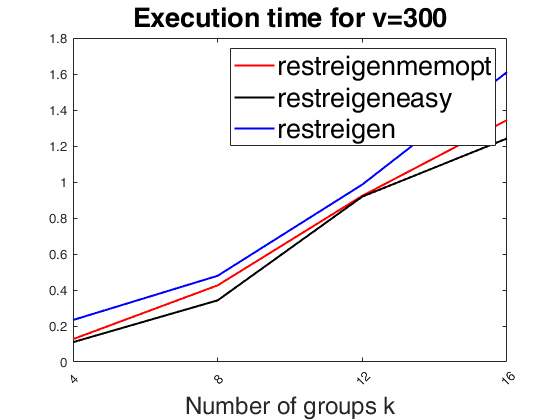 Execution time for v=300
1.8
1.6
1.4
1.2
1
0.8
0.6
0.4
0.2
0
restreigenmemopt
restreigeneasy
restreigen
4 8 12 16
Number of groups k